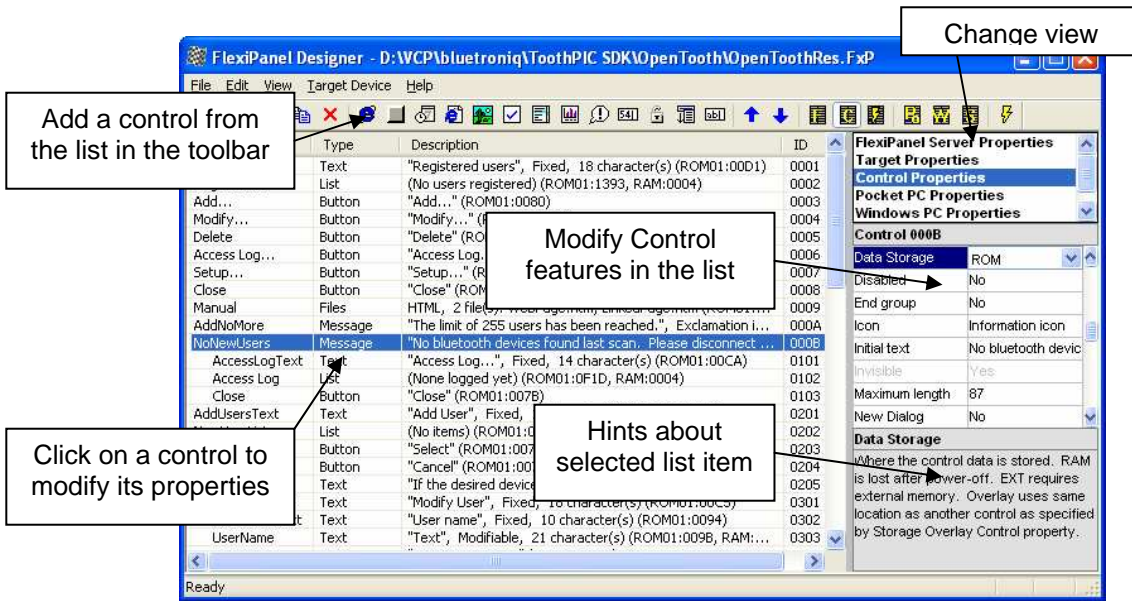 Change view
FlexiPanel Designer - D:\VCP\bluetroniq\ToothPIC SDK\OpenTooth\OpenToothRes.FxP
File Edit View Target Device Help
Add a control from
the list in the toolbar
Type Description ID
Text "Registered users", Fixed, 18 character(s) (ROM01:00D1) 0001
List (No users registered) (ROM01:1393, RAM:0004) 0002
Add... Button "Add..." (ROM01:0080) 0003
Modify... Button "Modify..." 0004
Delete Button "Delete" 0005
Access Log... Button "Access Log. 0006
Setup... Button "Setup..." 0007
Close Button "Close" 0008
Manual Files HTML, 2 0009
AddNoMore Message "The limit of 255 users has been reached.", Exclamation i... 000A
NoNewUsers Message "No bluetooth devices found last scan. Please disconnect ... 000B
AccessLogText Text "Access Log...", Fixed, 14 character(s) (ROM01:00CA) 0101
Access Log List (None logged yet) (ROM01:0F1D, RAM:0004) 0102
Close Button "Close" (ROM01:007B) 0103
AddUsersText Text "Add User", Fixed, 0201
List (No items) 0202
Button "Select" 0203
Button "Cancel" 0204
Text "If the desired device 0205
Text "Modify User", Fixed, 0301
Text "User name", Fixed, 10 character(s) (ROM01:0094) 0302
UserName Text "Text", Modifiable, 21 character(s) (ROM01:009B, RAM:... 0303
FlexiPanel Server Properties
Target Properties
Control Properties
Pocket PC Properties
Windows PC Properties
Control 000B
Data Storage ROM
Disabled No
End group No
Icon Information icon
Initial text No bluetooth devic
Invisible Yes
Maximum length 87
New Dialog No
Data Storage
Where the control data is stored. RAM
is lost after power-off. EXT requires
external memory. Overlay uses same
location as another control as specified
by Storage Overlay Control property.
Modify Control
features in the list
Hints about
selected list item
Click on a control to
modify its properties
Ready